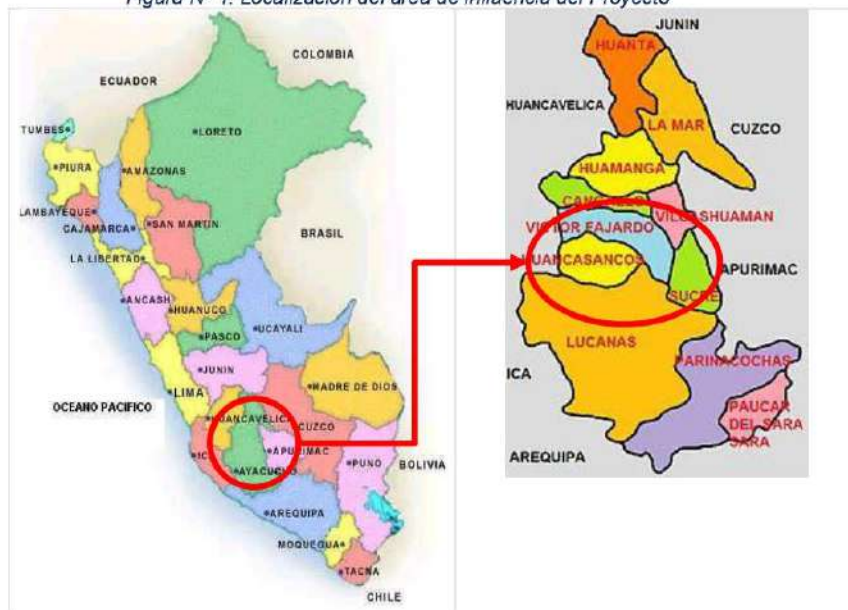 Figura N° 1. Localización del área de influencia del Proyecto
COLOMBIA
ECUADOR
TUMBES
LORETO
PIURA
AMAZONAS
LAMBAYEQUE
SAN MARTIN
CAJAMARCA
BRASIL
LA LIBERTAD
ANCASH
HUANUCO
UCAYALI
PASCO
JUNIN
LIMA
MADRE DE DIOS
OCEANO PACIFICO
HUANCAVELICA
CUZCO
IC
APURIMAC
PUNO
BOLIVIA
AYACUCHO
AREQUIPA
MOQUEGUA
TACNA
CHILE
JUNIN
HUANTA
HUANCAVELICA
LA MAR
CUZCO
HUAMANGA
CANGALLO
VILCASHUAMAN
VICTOR FAJARDO
HUANCASANCOS
APURIMAC
SUCRE
LUCANAS
ICA
PARINACOCHAS
PAUCAR
DEL SARA
SARA
AREQUIPA